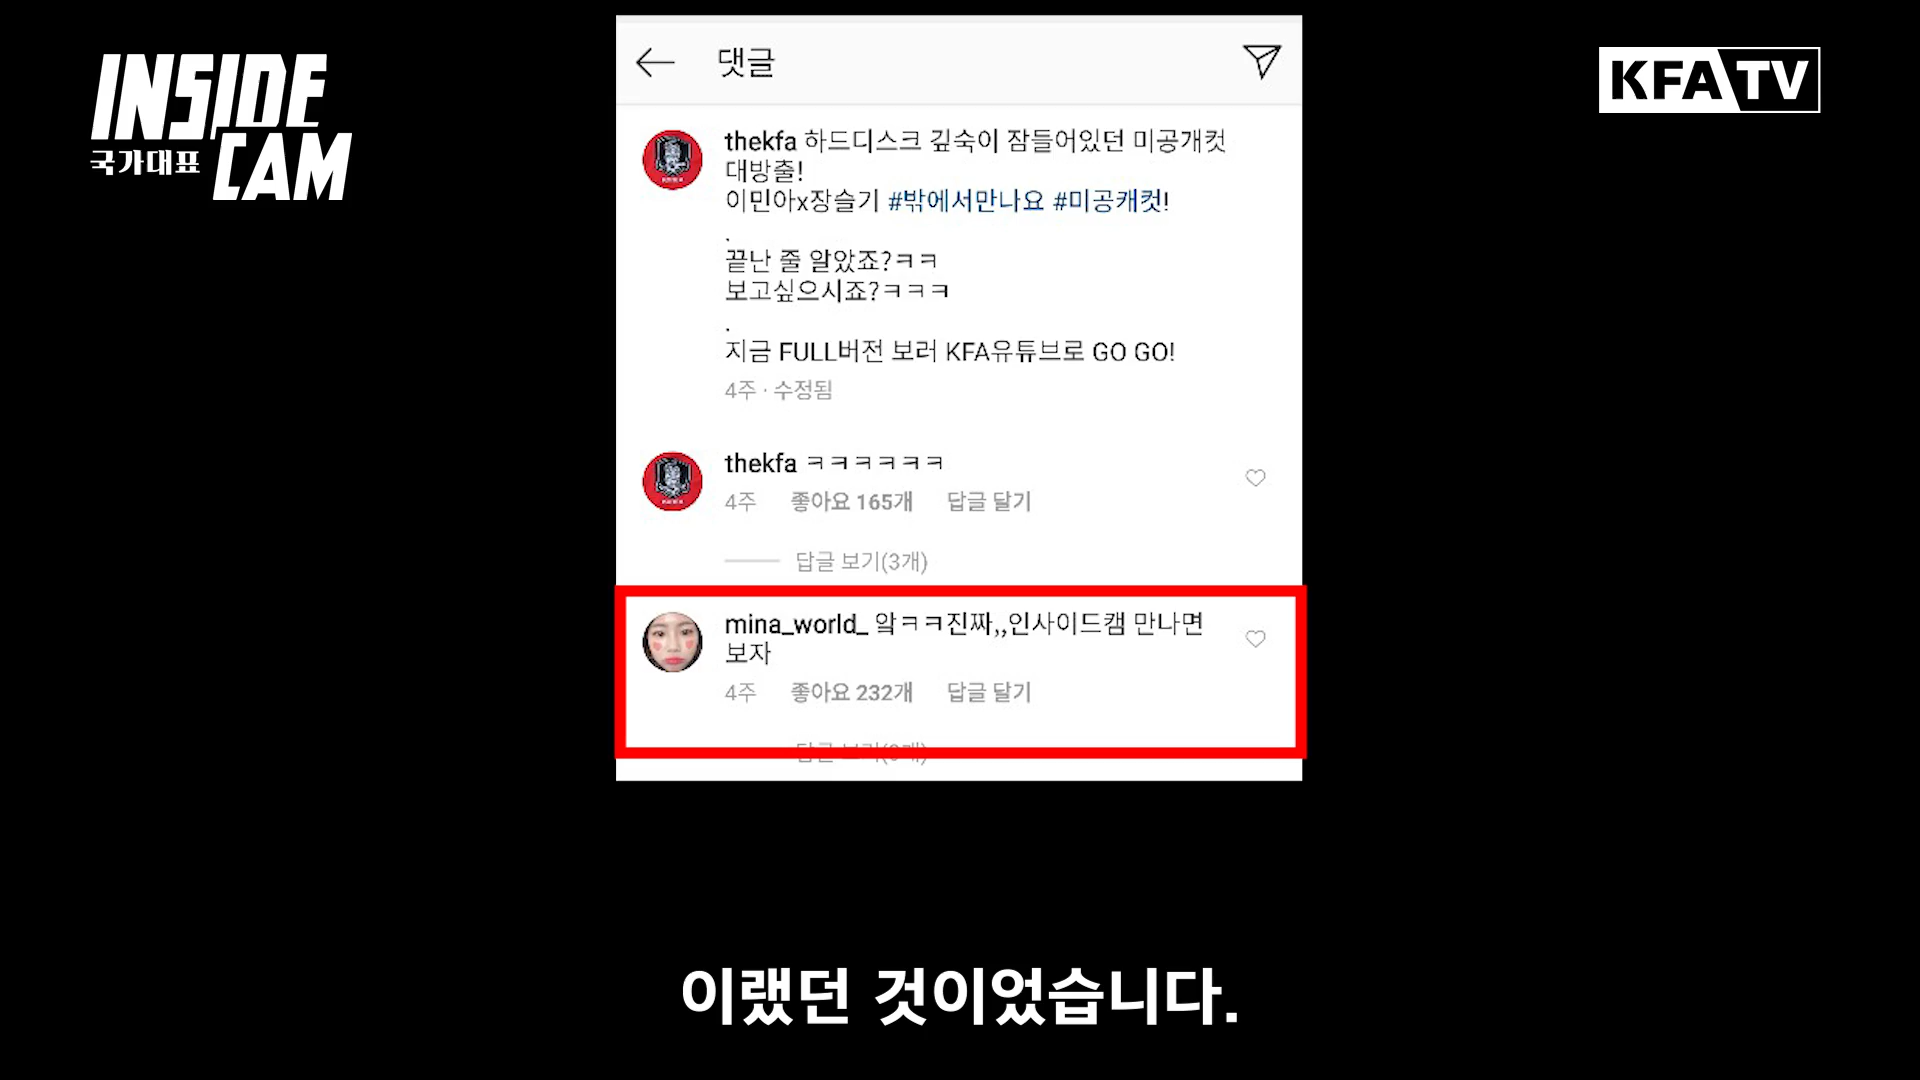 INSIDE
국가대표 CAM
KFA TV
댓글
thekfa 하드디스크 깊숙이 잠들어있던 미공개컷
대방출!
이민아x장슬기 #밖에서만나요 #미공캐컷!
.
끝난 줄 알았죠?ㅋㅋ
보고싶으시죠?ㅋㅋㅋ
.
지금 FULL버전 보러 KFA유튜브로 GO GO!
4주 · 수정됨
thekfa ㅋㅋㅋㅋㅋㅋ
4주 좋아요 165개 답글 달기
답글 보기(3개)
mina_world_ 앜ㅋㅋ진짜,,인사이드캠 만나면
보자
4주 좋아요 232개 답글 달기
이랬던 것이었습니다.